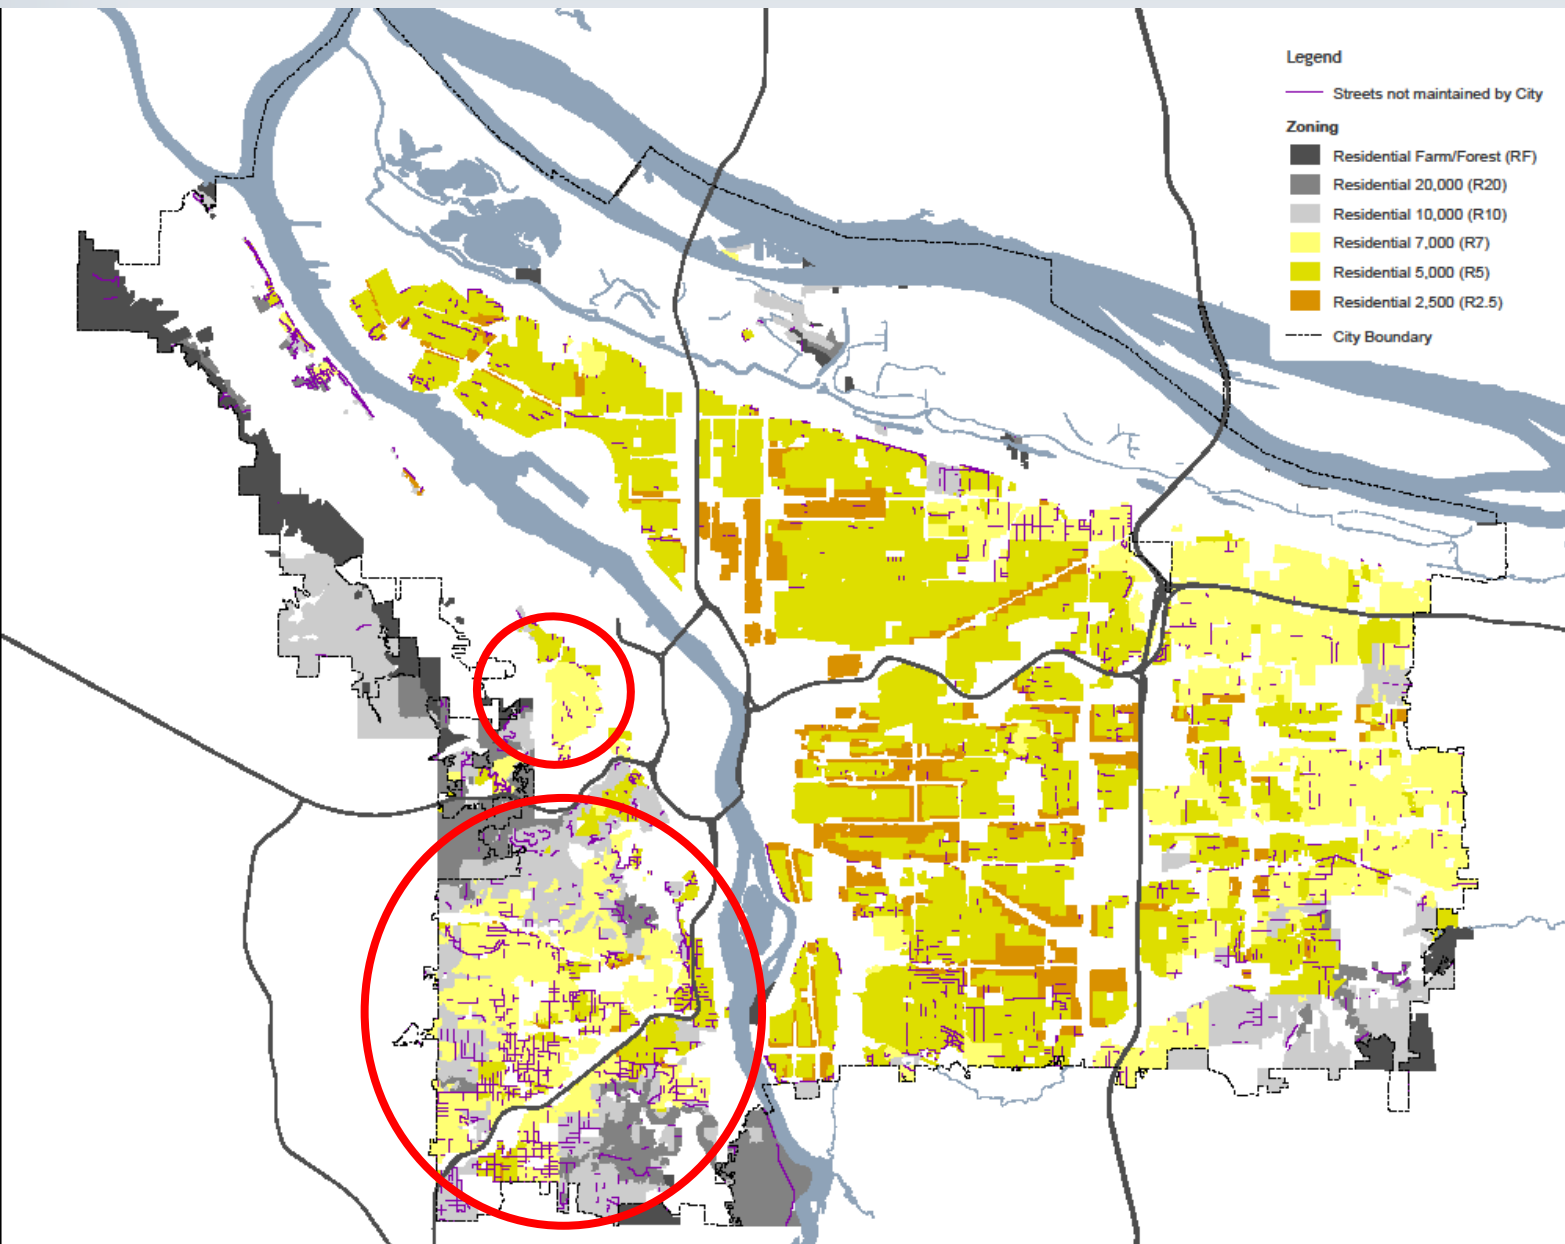 Legend
Streets not maintained by City
Zoning
Residential Farm/Forest (RF)
Residential 20,000 (R20)
Residential 10,000 (R10)
Residential 7,000 (R7)
Residential 5,000 (R5)
Residential 2,500 (R2.5)
City Boundary